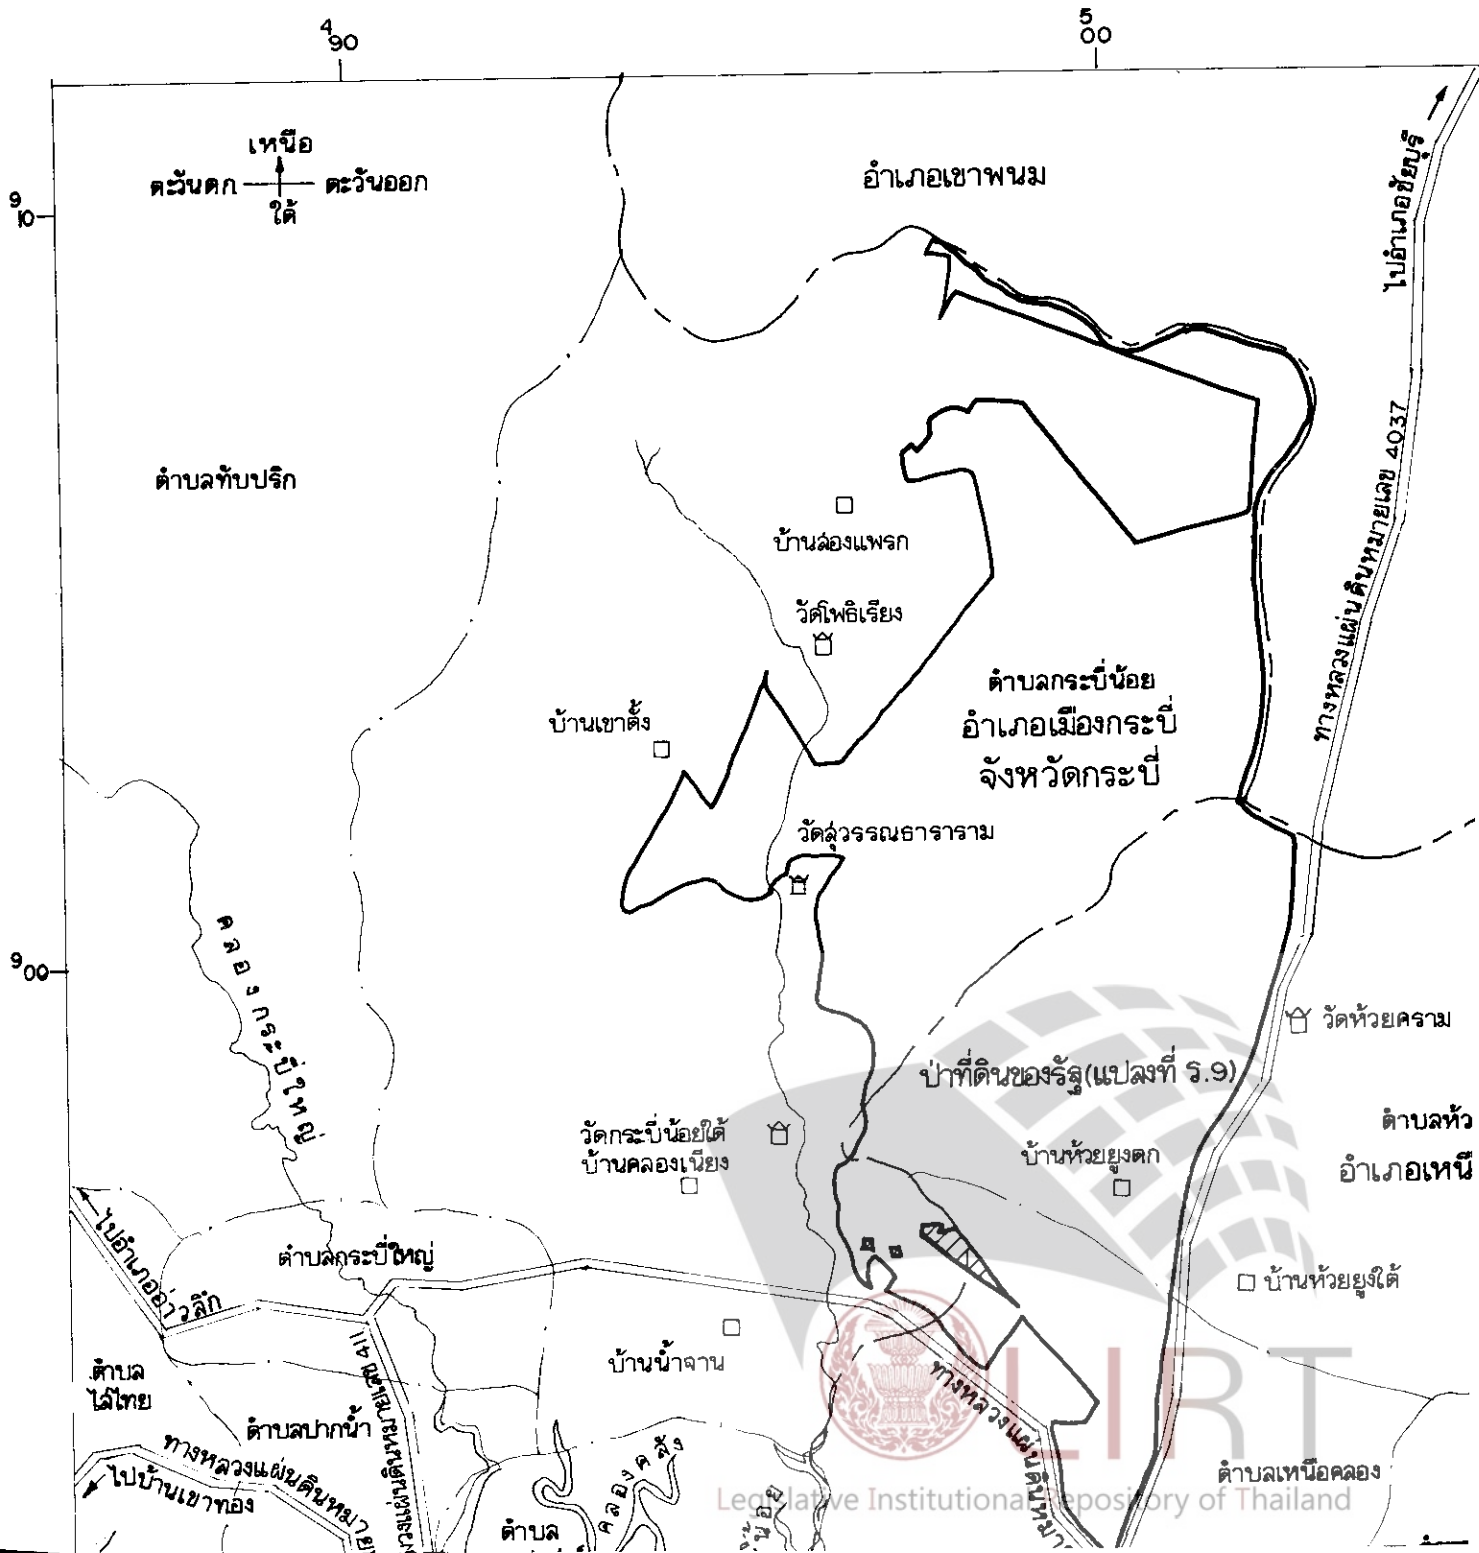 490
500
เหนือ
ตะวันตก ตะวันออก
ใต้
910
อำเภอเขาพนม
ไปอำเภอชัยบุรี
ตำบลทับปริก
ทางหลวงแผ่นดินหมายเลข 4037
บ้านล่องแพรก
วัดโพธิเรียง
ตำบลกระบี่น้อย
อำเภอเมืองกระบี่
จังหวัดกระบี่
บ้านเขาตั้ง
วัดสุวรรณธาราราม
คลองกระบี่ใหญ่
900
วัดห้วยคราม
ป่าที่ดินของรัฐ(แปลงที่ ร.9)
ตำบลห้ว
อำเภอเหนื
วัดกระบี่น้อยใต้
บ้านคลองเนียง
บ้านห้วยยูงตก
ไปอำเภออ่าวลึก
ตำบลกระบี่ใหญ่
บ้านห้วยยูงใต้
บ้านน้ำจาน
ตำบล
ไส้ไทย
ตำบลปากน้ำ
ทางหลวงแผ่นดินหมายเลข 411
ทางหลวงแผ่นดินหมาย
ทางหลวงแผ่นดินหมาย
ไปบ้านเขาทอง
LIRT
Legislative Institutional Repository of Thailand
ตำบลเหนือคลอง
ตำบล
น้อย